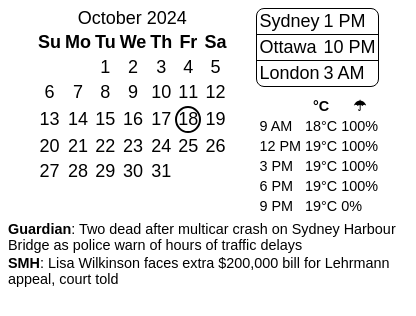 October 2024
Su Mo Tu We Th Fr Sa
1 2 3 4 5
6 7 8 9 10 11 12
13 14 15 16 17 18 19
20 21 22 23 24 25 26
27 28 29 30 31
Sydney 1 PM
Ottawa 10 PM
London 3 AM
°C ☂
9 AM 18°C 100%
12 PM 19°C 100%
3 PM 19°C 100%
6 PM 19°C 100%
9 PM 19°C 0%
Guardian: Two dead after multicar crash on Sydney Harbour
Bridge as police warn of hours of traffic delays
SMH: Lisa Wilkinson faces extra $200,000 bill for Lehrmann
appeal, court told